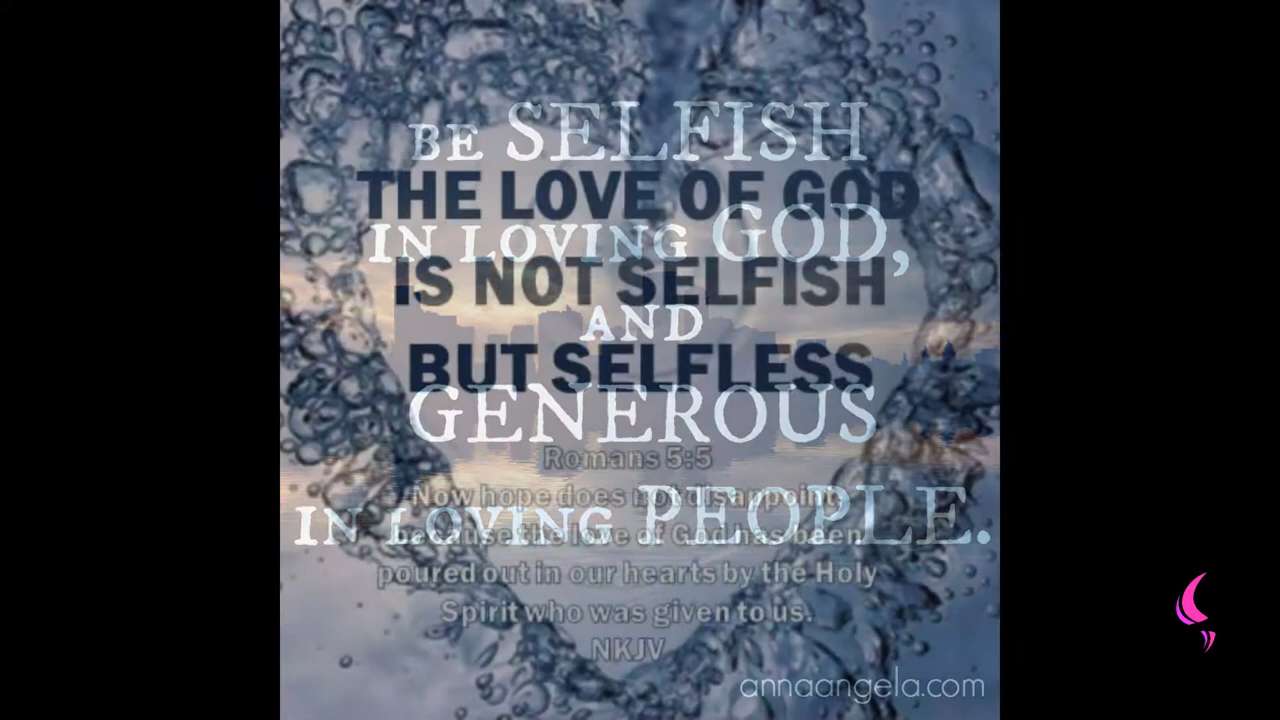 BE SELFISH
THE LOVE OF GOD
IN LOVING GOD,
IS NOT SELFISH
AND
BUT SELFLESS
GENEROUS
Romans 5:5
Now hope does not disappoint,
IN LOVING PEOPLE.
because the love of God has been
poured out in our hearts by the Holy
Spirit who was given to us.
NKJV
annaangela.com